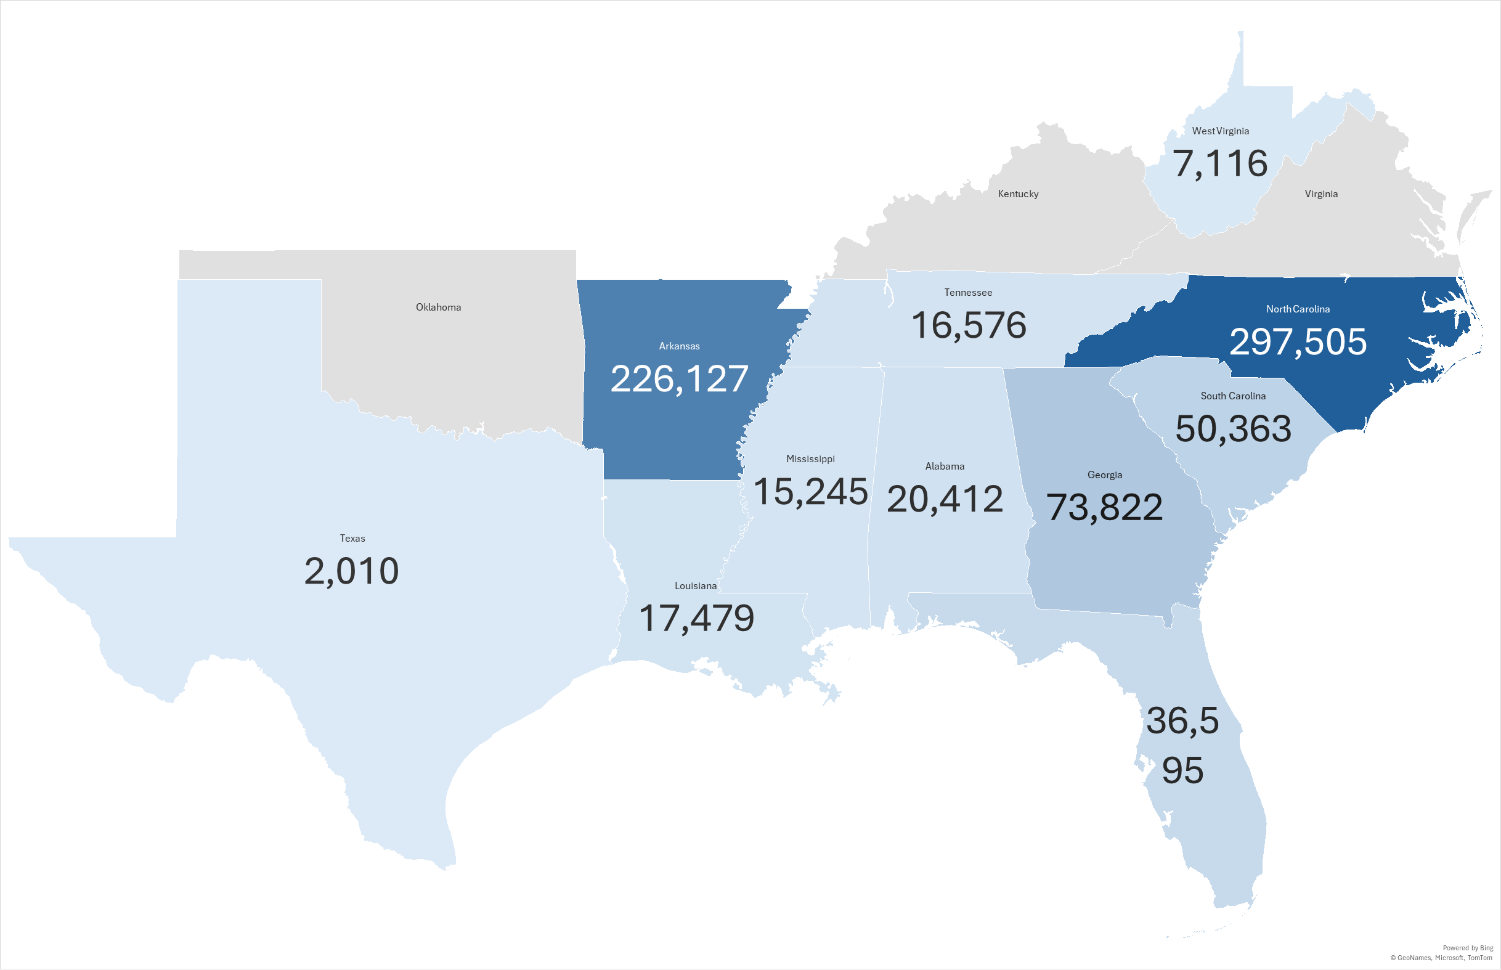 West Virginia
7,116
Kentucky
Virginia
Tennessee
16,576
Oklahoma
North Carolina
297,505
Arkansas
226,127
South Carolina
50,363
Mississippi
15,245
Alabama
20,412
Georgia
73,822
Texas
2,010
Louisiana
17,479
36,5
95
Powered by Bing
© GeoNames, Microsoft, TomTom